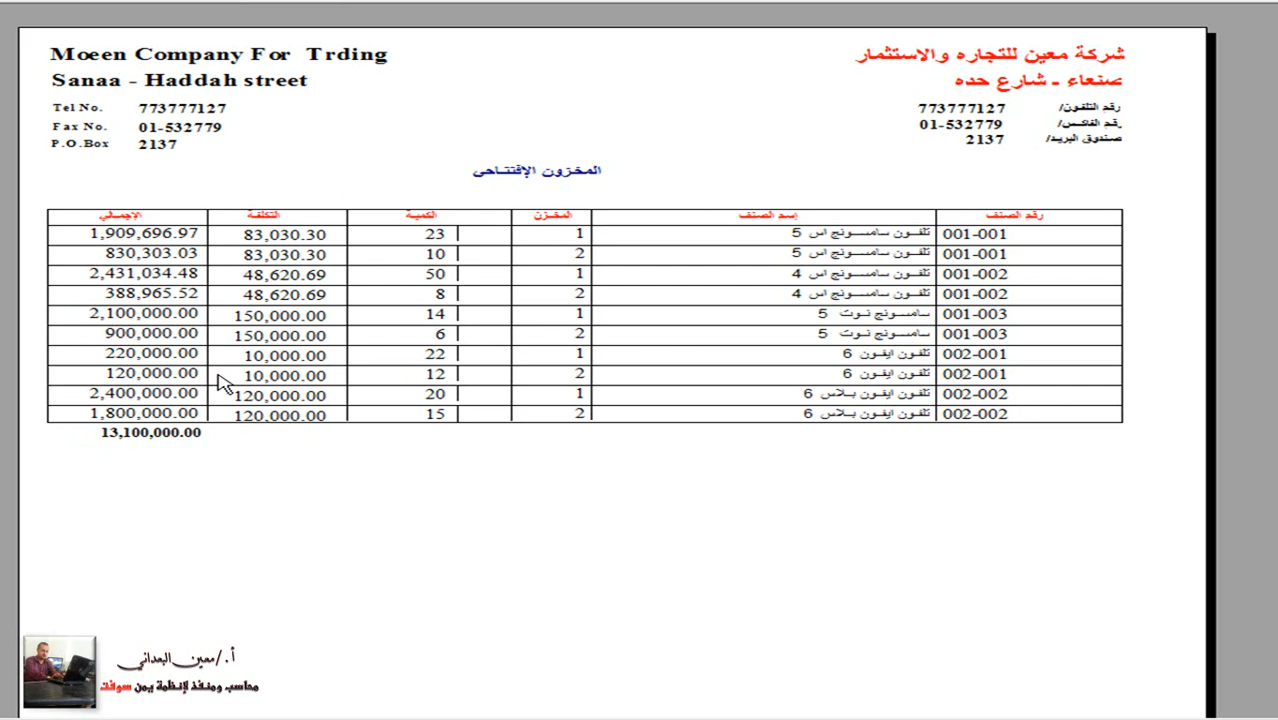 Moeen Company For Trding
Sanaa - Haddah street
Tel No. 773777127
Fax No. 01-532779
P.O.Box 2137
شركة معين للتجاره والاستثمار
صنعاء - شارع حده
رقم التلفون/ 773777127
رقم الفاكس/ 01-532779
صندوق البريد/ 2137
المخزون الإفتتاحى
رقم الصنف إسم الصنف المخزن الكمية التكلفة الإجمالي
001-001 تلفون سامسونج اس 5 1 23 83,030.30 1,909,696.97
001-001 تلفون سامسونج اس 5 2 10 83,030.30 830,303.03
001-002 تلفون سامسونج اس 4 1 50 48,620.69 2,431,034.48
001-002 تلفون سامسونج اس 4 2 8 48,620.69 388,965.52
001-003 سامسونج نوت 5 1 14 150,000.00 2,100,000.00
001-003 سامسونج نوت 5 2 6 150,000.00 900,000.00
002-001 تلفون ايفون 6 1 22 10,000.00 220,000.00
002-001 تلفون ايفون 6 2 12 10,000.00 120,000.00
002-002 تلفون ايفون بلاس 6 1 20 120,000.00 2,400,000.00
002-002 تلفون ايفون بلاس 6 2 15 120,000.00 1,800,000.00
13,100,000.00
أ./معين البعداني
محاسب ومنفذ لإنظمة يمن سوفت